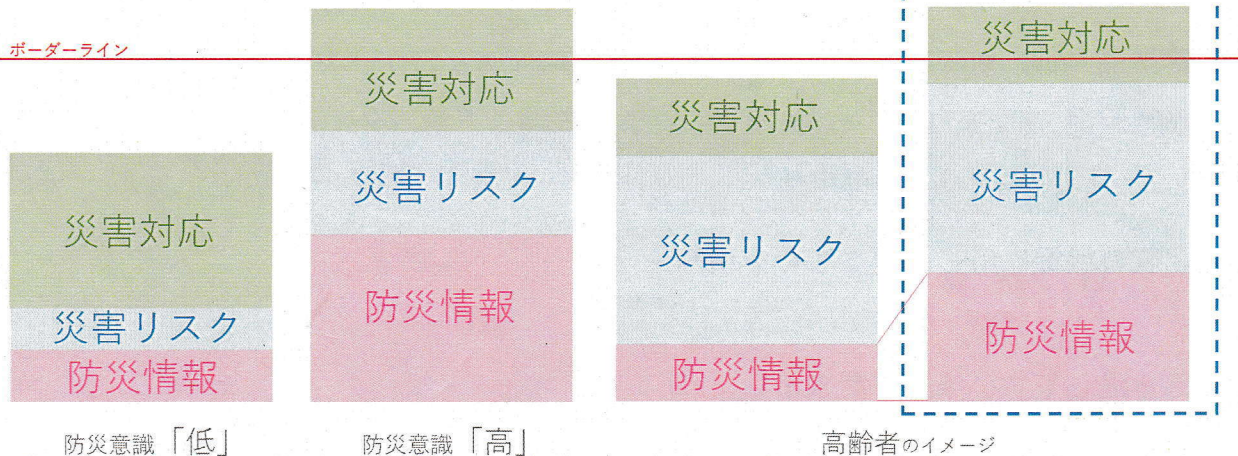 ボーダーライン
災害対応
災害リスク
防災情報
防災意識「低」
災害対応
災害リスク
防災情報
防災意識「高」
災害対応
災害リスク
防災情報
災害対応
災害リスク
防災情報
高齢者のイメージ